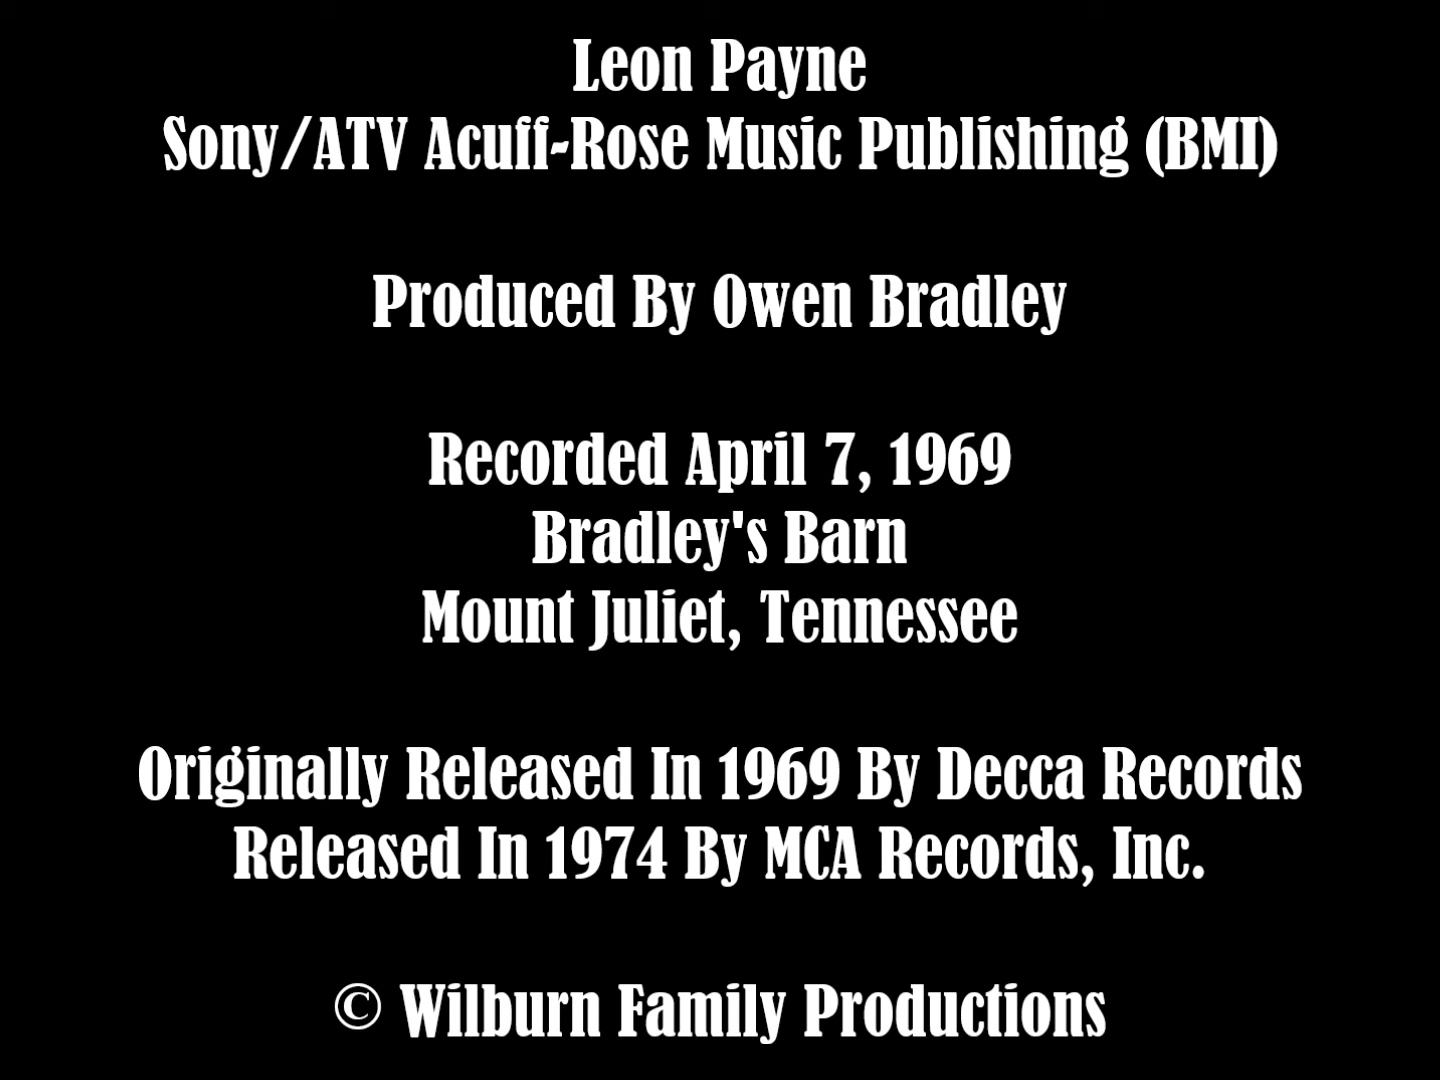 Leon Payne
Sony/ATV Acuff-Rose Music Publishing (BMI)
Produced By Owen Bradley
Recorded April 7, 1969
Bradley's Barn
Mount Juliet, Tennessee
Originally Released In 1969 By Decca Records
Released In 1974 By MCA Records, Inc.
© Wilburn Family Productions